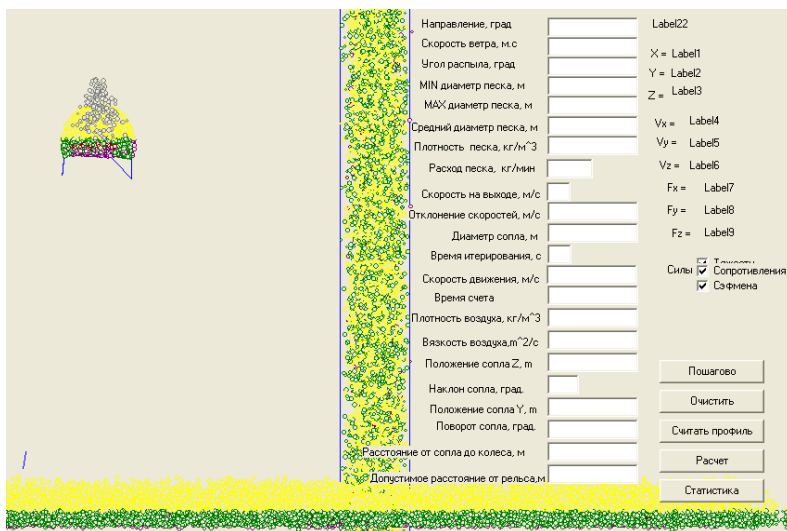 Направление, град
Label22
Скорость ветра, м.с
X = Label1
Угол распыла, град
Y = Label2
MIN диаметр песка, м
Z = Label3
MAX диаметр песка, м
Средний диаметр песка, м
Vx = Label4
Плотность песка, кг/м^3
Vy = Label5
Расход песка, кг/мин
Vz = Label6
Скорость на выходе, м/с
Fx = Label7
Отклонение скоростей, м/с
Fy = Label8
Диаметр сопла, м
Fz = Label9
Время итерирования, с
Тяжести
Силы
Сопротивления
Скорость движения, м/с
Сэфмена
Время счета
Плотность воздуха, кг/м^3
Вязкость воздуха,m^2/с
Положение сопла Z, m
Пошагово
Наклон сопла, град.
Очистить
Положение сопла Y, m
Поворот сопла, град.
Считать профиль
Расстояние от сопла до колеса, м
Расчет
Допустимое расстояние от рельса,м
Статистика